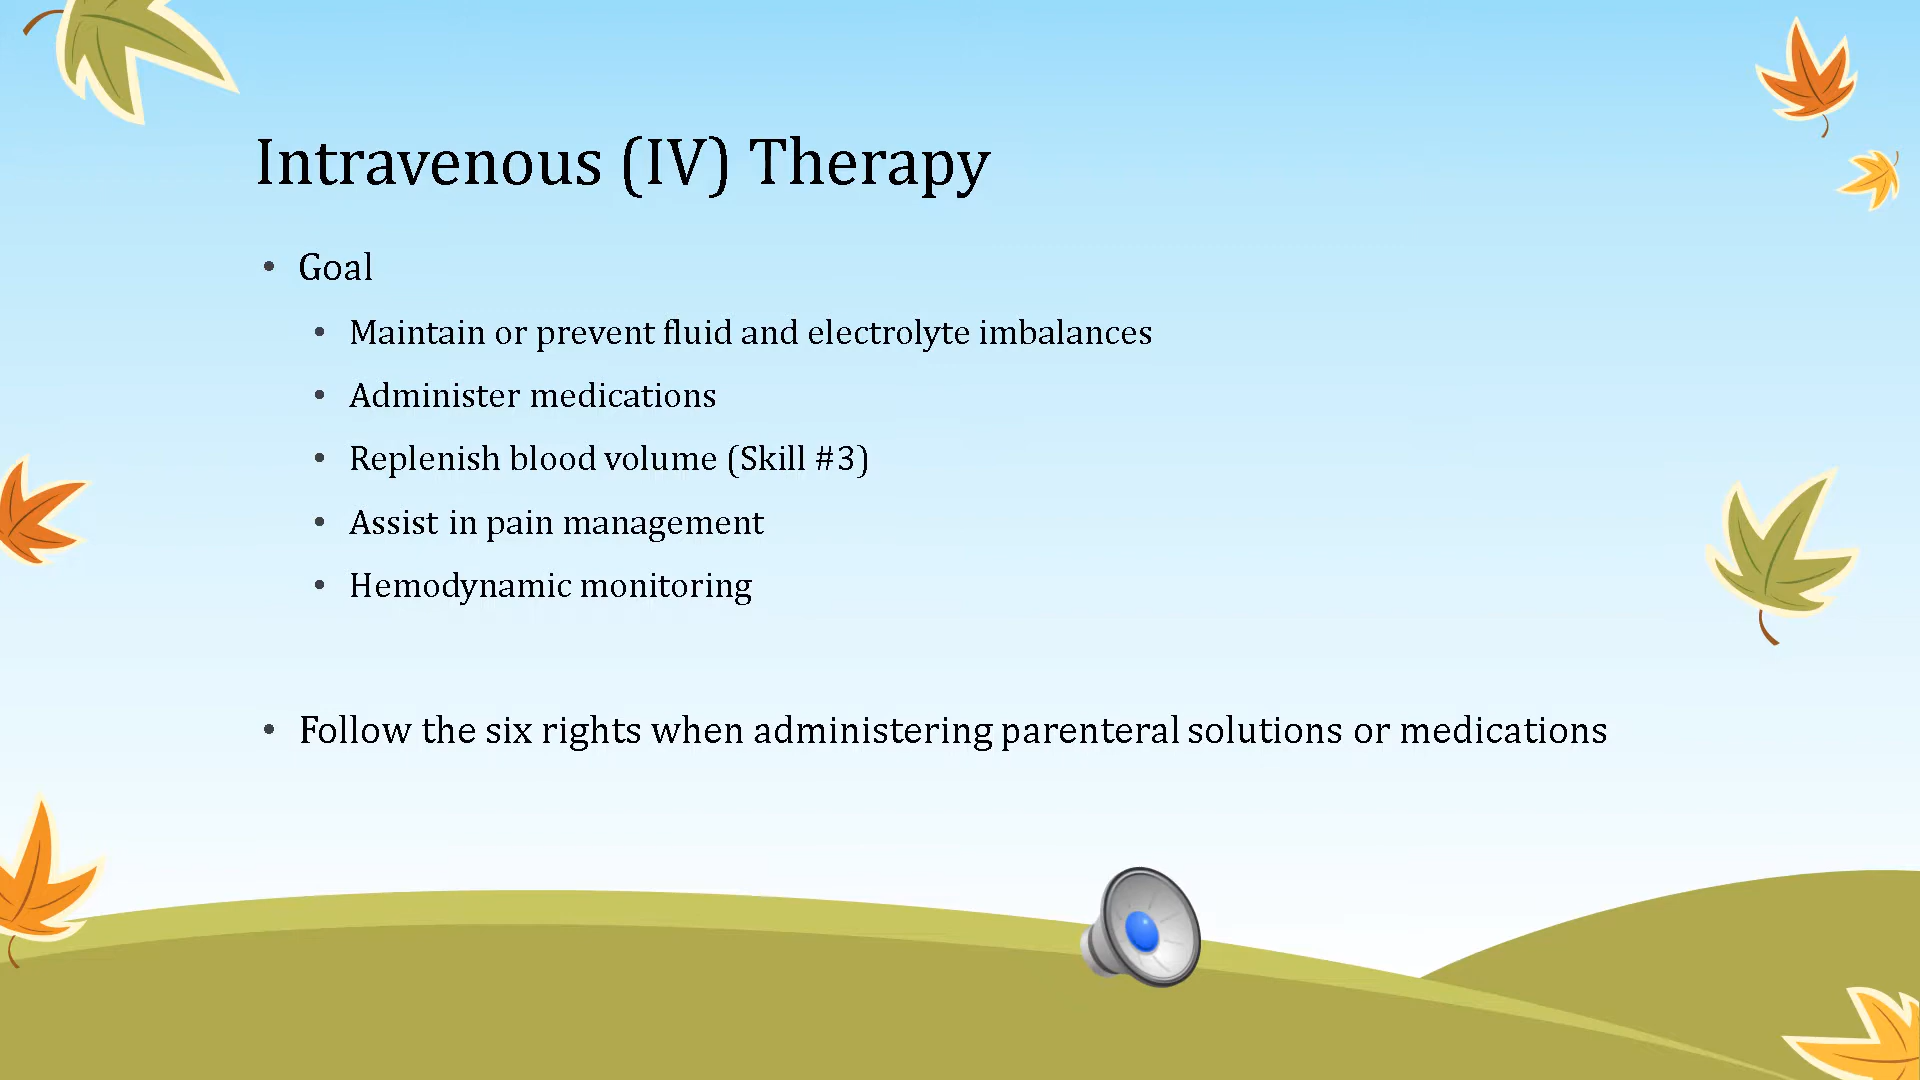 Intravenous (IV) Therapy
• Goal
• Maintain or prevent fluid and electrolyte imbalances
• Administer medications
• Replenish blood volume (Skill #3)
• Assist in pain management
• Hemodynamic monitoring
• Follow the six rights when administering parenteral solutions or medications